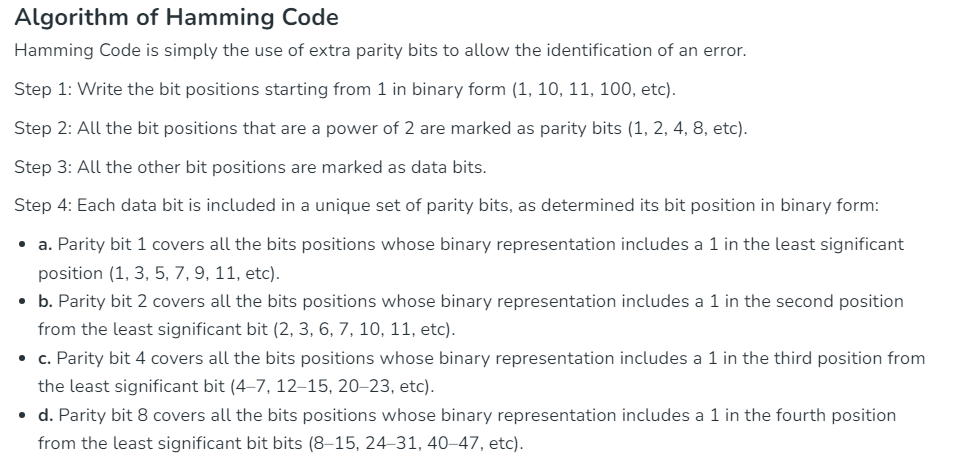 Algorithm of Hamming Code
Hamming Code is simply the use of extra parity bits to allow the identification of an error.
Step 1: Write the bit positions starting from 1 in binary form (1, 10, 11, 100, etc).
Step 2: All the bit positions that are a power of 2 are marked as parity bits (1, 2, 4, 8, etc).
Step 3: All the other bit positions are marked as data bits.
Step 4: Each data bit is included in a unique set of parity bits, as determined its bit position in binary form:
• a. Parity bit 1 covers all the bits positions whose binary representation includes a 1 in the least significant
position (1, 3, 5, 7, 9, 11, etc).
• b. Parity bit 2 covers all the bits positions whose binary representation includes a 1 in the second position
from the least significant bit (2, 3, 6, 7, 10, 11, etc).
• c. Parity bit 4 covers all the bits positions whose binary representation includes a 1 in the third position from
the least significant bit (4–7, 12–15, 20–23, etc).
• d. Parity bit 8 covers all the bits positions whose binary representation includes a 1 in the fourth position
from the least significant bit bits (8–15, 24–31, 40–47, etc).